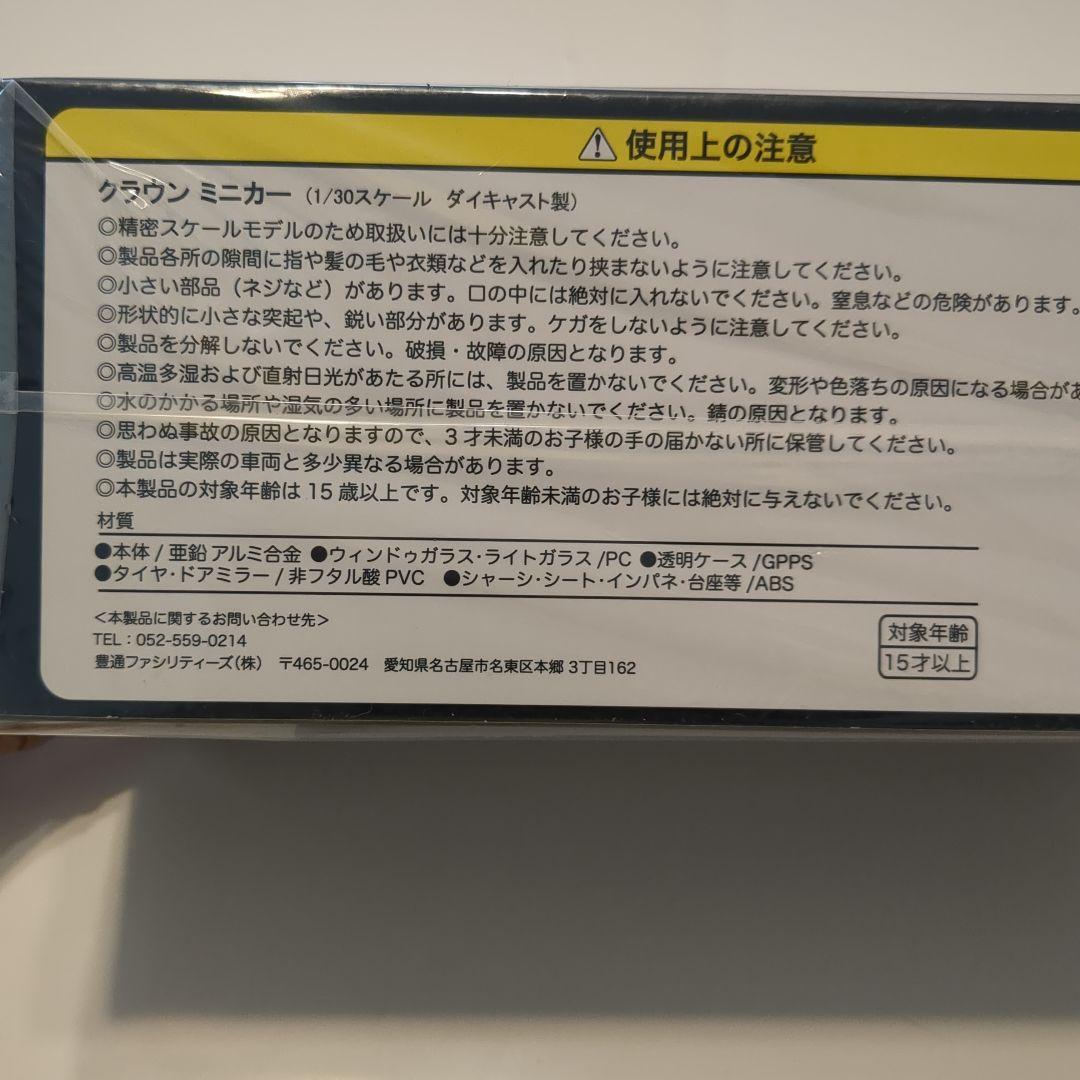 ⚠ 使用上の注意
クラウン ミニカー(1/30スケール ダイキャスト製)
◎精密スケールモデルのため取扱いには十分注意してください。
◎製品各所の隙間に指や髪の毛や衣類などを入れたり挟まないように注意してください。
◎小さい部品(ネジなど)があります。口の中には絶対に入れないでください。窒息などの危険があります。
◎形状的に小さな突起や、鋭い部分があります。ケガをしないように注意してください。
◎製品を分解しないでください。破損・故障の原因となります。
◎高温多湿および直射日光があたる所には、製品を置かないでください。変形や色落ちの原因になる場合があ
◎水のかかる場所や湿気の多い場所に製品を置かないでください。錆の原因となります。
◎思わぬ事故の原因となりますので、3才未満のお子様の手の届かない所に保管してください。
◎製品は実際の車両と多少異なる場合があります。
◎本製品の対象年齢は15歳以上です。対象年齢未満のお子様には絶対に与えないでください。
材質
●本体/亜鉛アルミ合金 ●ウィンドゥガラス・ライトガラス/PC ●透明ケース/GPPS
●タイヤ・ドアミラー/非フタル酸PVC ●シャーシ・シート・インパネ・台座等/ABS
<本製品に関するお問い合わせ先>
TEL:052-559-0214
豊通ファシリティーズ(株) 〒465-0024 愛知県名古屋市名東区本郷3丁目162
対象年齢
15才以上